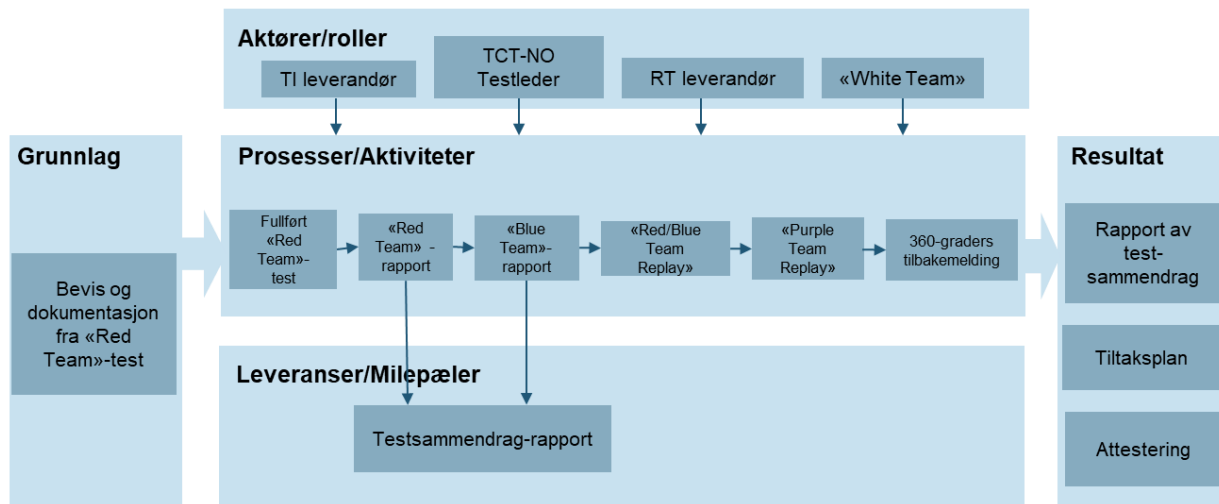 Aktører/roller
TI leverandør
TCT-NO
Testleder
RT leverandør
«White Team»
Grunnlag
Bevis og
dokumentasjon
fra «Red
Team»-test
Prosesser/Aktiviteter
Fullført
«Red
Team»-
test
«Red
Team» -
rapport
«Blue
Team»-
rapport
«Red/Blue
Team
Replay»
«Purple
Team
Replay»
360-graders
tilbakemelding
Leveranser/Milepæler
Testsammendrag-rapport
Resultat
Rapport av
test-
sammendrag
Tiltaksplan
Attestering